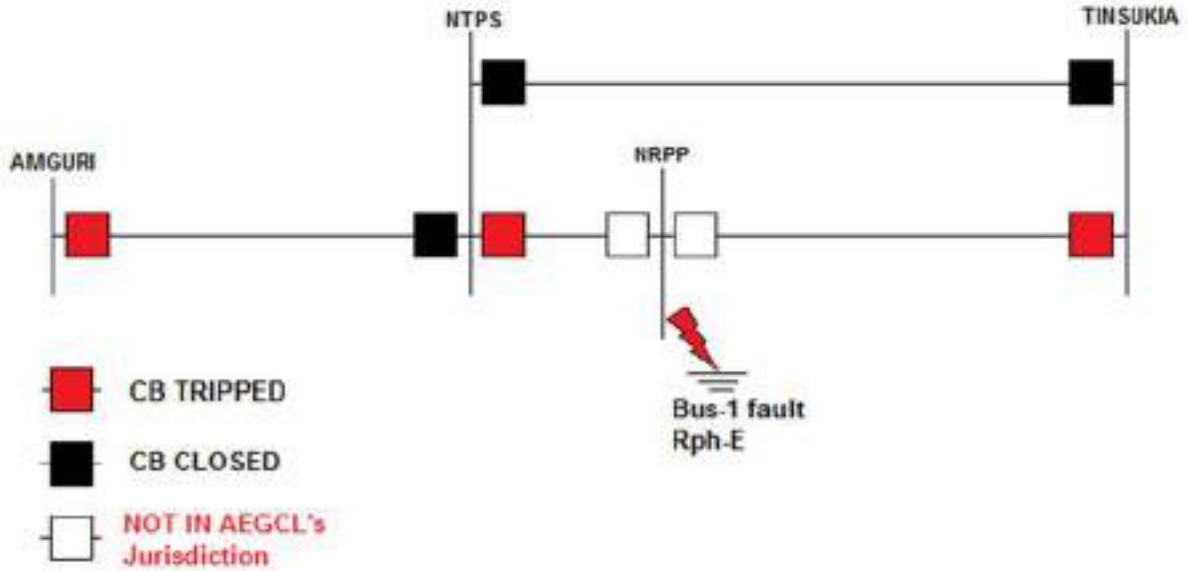 NTPS
TINSUKIA
AMGURI
NRPP
Bus-1 fault
Rph-E
CB TRIPPED
CB CLOSED
NOT IN AEGCL's
Jurisdiction